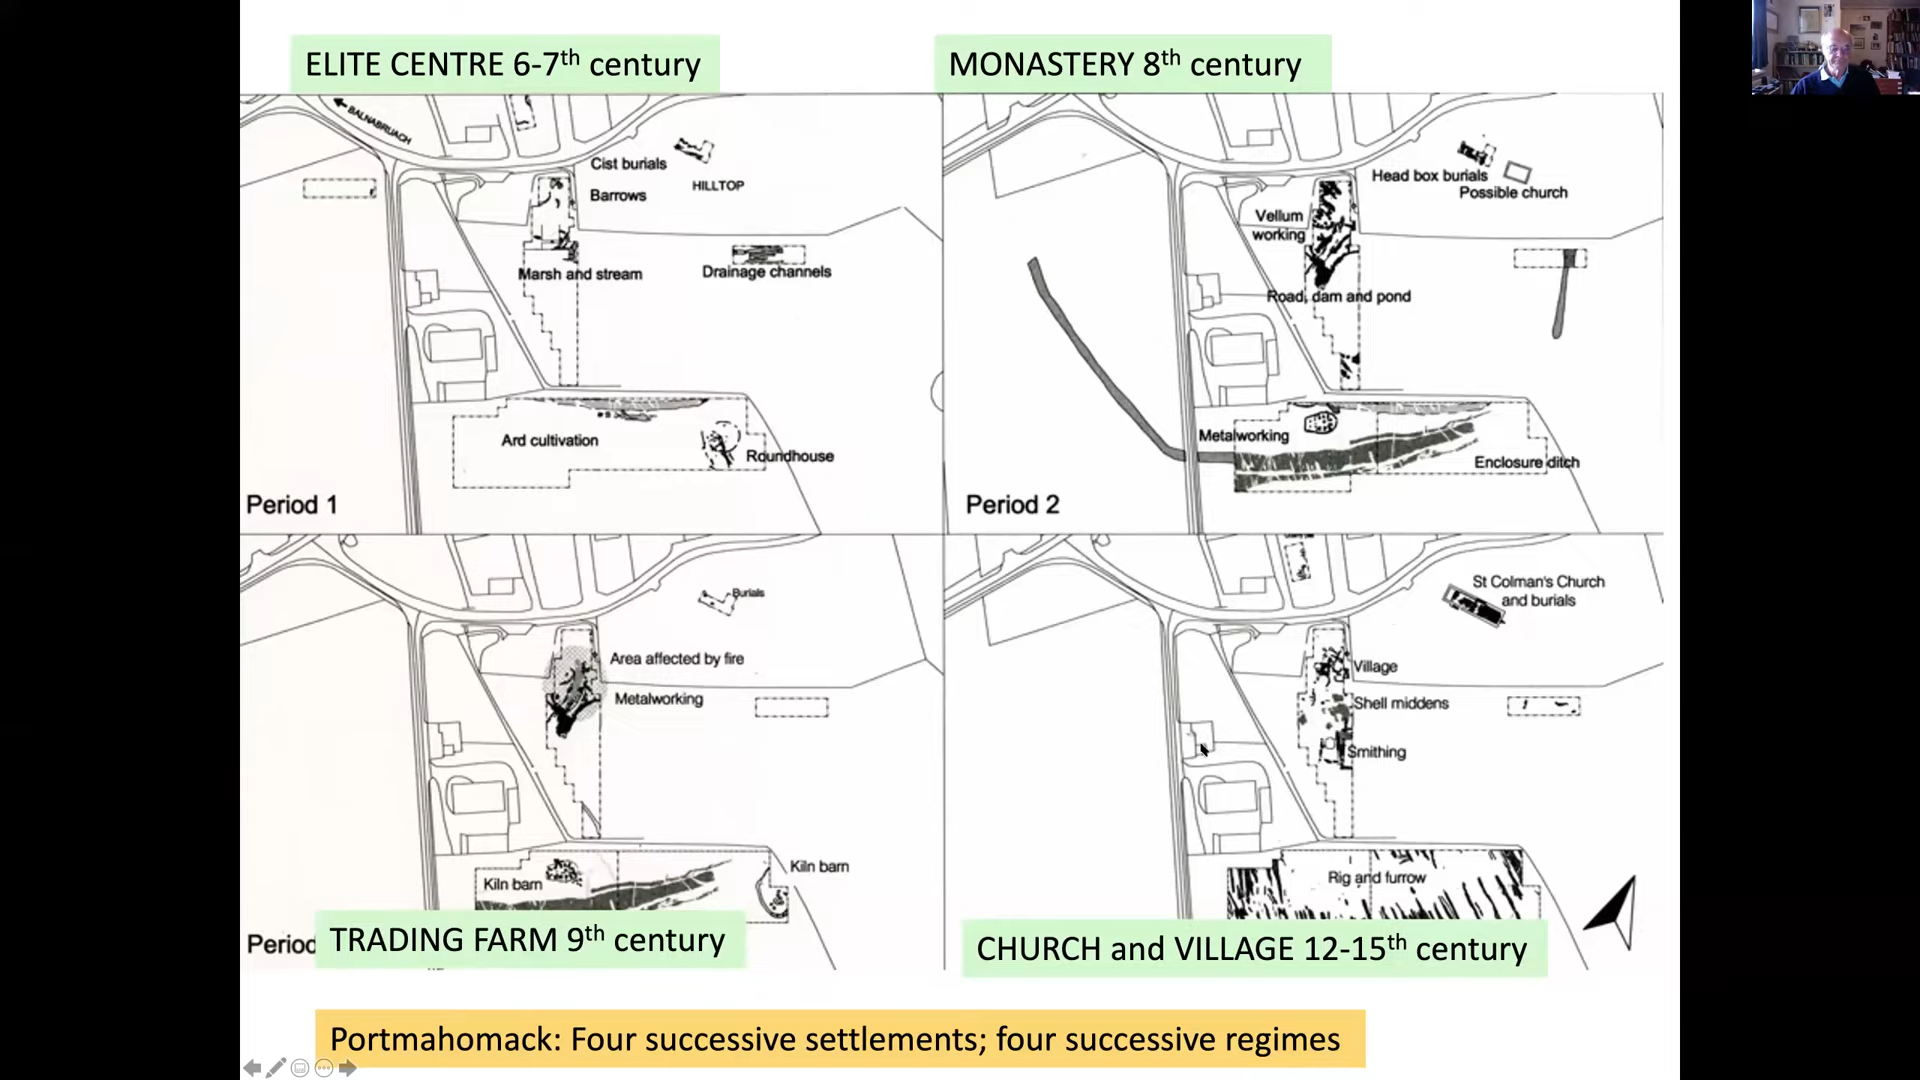 ELITE CENTRE 6-7th century
MONASTERY 8th century
BALNABRUACH
Cist burials
HILLTOP
Barrows
Marsh and stream
Drainage channels
Ard cultivation
Roundhouse
Period 1
Head box burials
Possible church
Vellum
working
Road, dam and pond
Metalworking
Enclosure ditch
Period 2
Burials
Area affected by fire
Metalworking
Kiln barn
Kiln barn
Period
TRADING FARM 9th century
St Colman's Church
and burials
Village
Shell middens
Smithing
Rig and furrow
CHURCH and VILLAGE 12-15th century
Portmahomack: Four successive settlements; four successive regimes